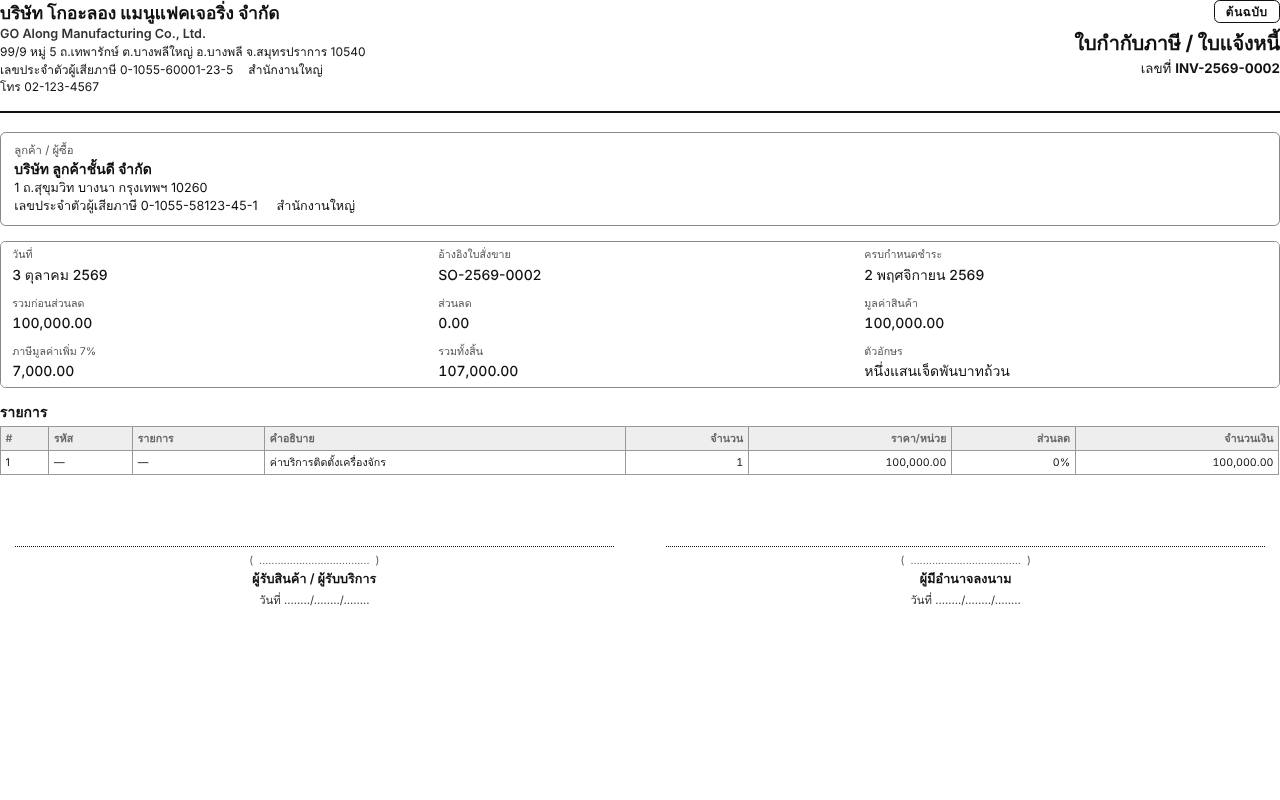 บริษัท โกอะลอง แมนูแฟคเจอริ่ง จำกัด
GO Along Manufacturing Co., Ltd.
99/9 หมู่ 5 ถ.เทพารักษ์ ต.บางพลีใหญ่ อ.บางพลี จ.สมุทรปราการ 10540
เลขประจำตัวผู้เสียภาษี 0-1055-60001-23-5 สำนักงานใหญ่
โทร 02-123-4567
ต้นฉบับ
ใบกำกับภาษี / ใบแจ้งหนี้
เลขที่ INV-2569-0002
ลูกค้า / ผู้ซื้อ
บริษัท ลูกค้าชั้นดี จำกัด
1 ถ.สุขุมวิท บางนา กรุงเทพฯ 10260
เลขประจำตัวผู้เสียภาษี 0-1055-58123-45-1 สำนักงานใหญ่
วันที่ อ้างอิงใบสั่งขาย ครบกำหนดชำระ
3 ตุลาคม 2569 SO-2569-0002 2 พฤศจิกายน 2569
รวมก่อนส่วนลด ส่วนลด มูลค่าสินค้า
100,000.00 0.00 100,000.00
ภาษีมูลค่าเพิ่ม 7% รวมทั้งสิ้น ตัวอักษร
7,000.00 107,000.00 หนึ่งแสนเจ็ดพันบาทถ้วน
รายการ
# รหัส รายการ คำอธิบาย จำนวน ราคา/หน่วย ส่วนลด จำนวนเงิน
1 — — ค่าบริการติดตั้งเครื่องจักร 1 100,000.00 0% 100,000.00
( .................................... ) ( .................................... )
ผู้รับสินค้า / ผู้รับบริการ ผู้มีอำนาจลงนาม
วันที่ ......../......../........ วันที่ ......../......../........